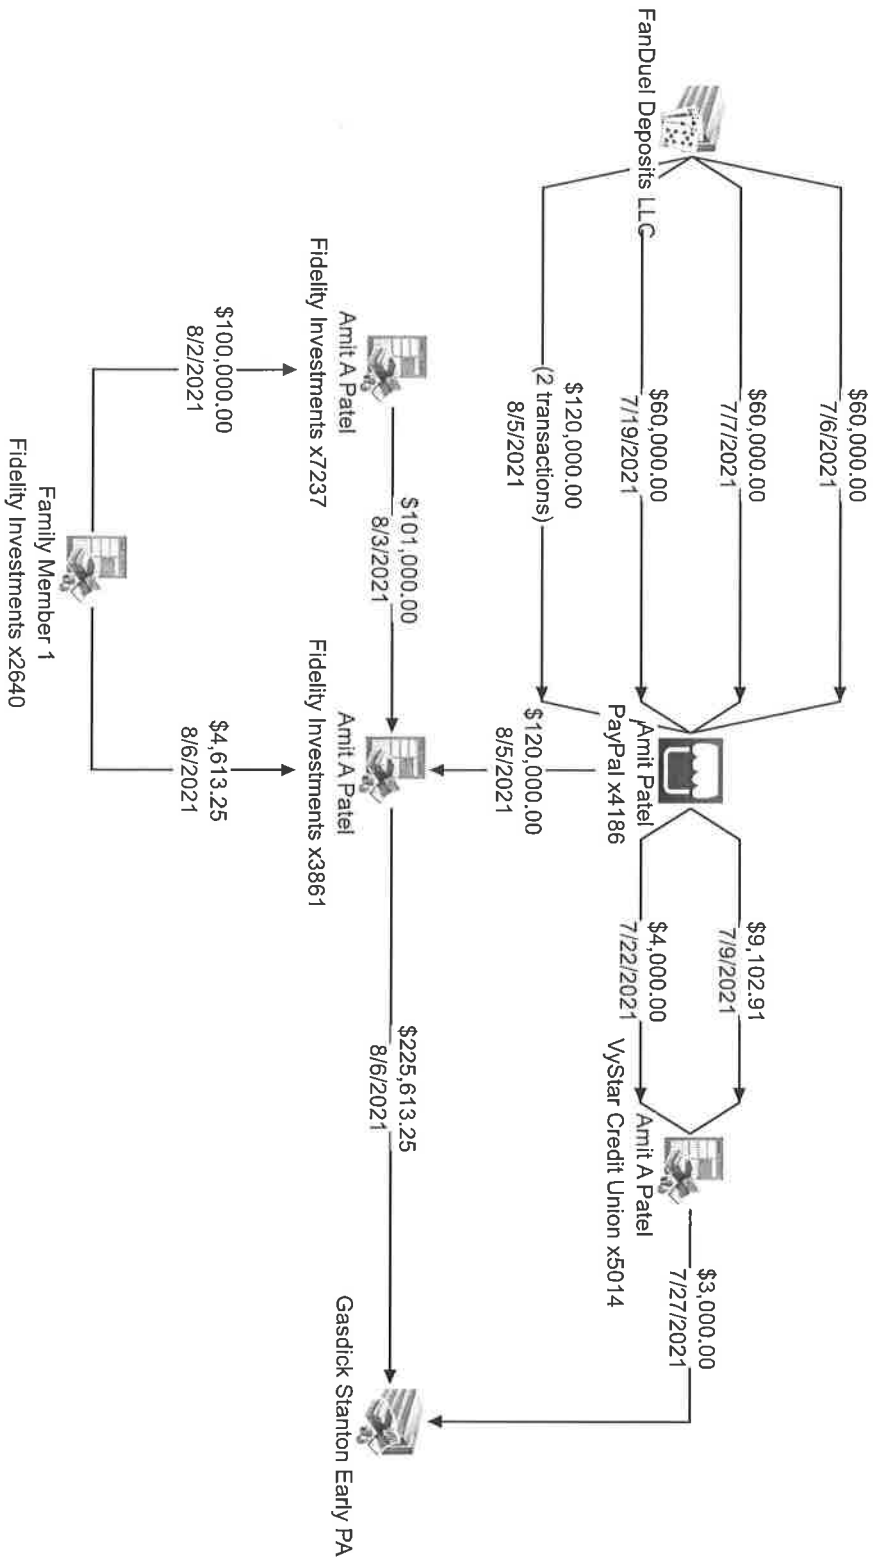 FanDuel Deposits LLC
$60,000.00
7/6/2021
$60,000.00
7/7/2021
$60,000.00
7/19/2021
$120,000.00
(2 transactions)
8/5/2021
Amit Patel
PayPal x4186
$9,102.91
7/9/2021
$4,000.00
7/22/2021
Amit A Patel
VyStar Credit Union x5014
$3,000.00
7/27/2021
$120,000.00
8/5/2021
Amit A Patel
Fidelity Investments x7237
$101,000.00
8/3/2021
Amit A Patel
Fidelity Investments x3861
$225,613.25
8/6/2021
Gasdick Stanton Early PA
$100,000.00
8/2/2021
$4,613.25
8/6/2021
Family Member 1
Fidelity Investments x2640